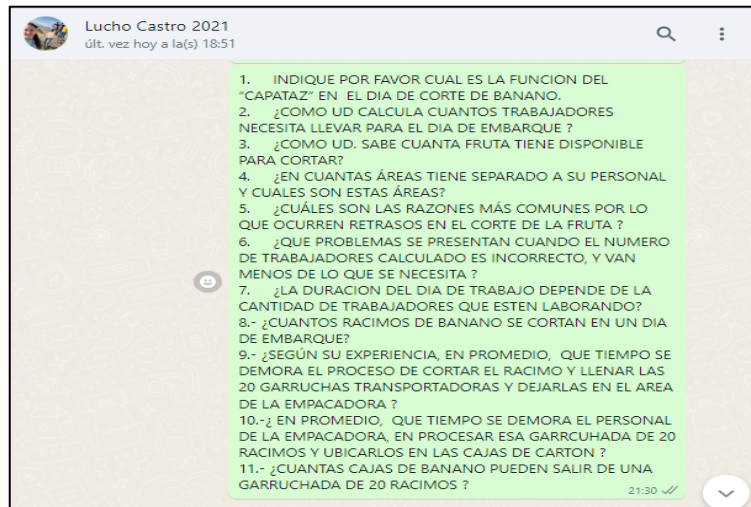 Lucho Castro 2021
últ. vez hoy a la(s) 18:51
1. INDIQUE POR FAVOR CUAL ES LA FUNCION DEL
“CAPATAZ” EN EL DIA DE CORTE DE BANANO.
2. ¿COMO UD CALCULA CUANTOS TRABAJADORES
NECESITA LLEVAR PARA EL DIA DE EMBARQUE ?
3. ¿COMO UD. SABE CUANTA FRUTA TIENE DISPONIBLE
PARA CORTAR?
4. ¿EN CUANTAS ÁREAS TIENE SEPARADO A SU PERSONAL
Y CUALES SON ESTAS ÁREAS?
5. ¿CUÁLES SON LAS RAZONES MÁS COMUNES POR LO
QUE OCURREN RETRASOS EN EL CORTE DE LA FRUTA ?
6. ¿QUE PROBLEMAS SE PRESENTAN CUANDO EL NUMERO
DE TRABAJADORES CALCULADO ES INCORRECTO, Y VAN
MENOS DE LO QUE SE NECESITA ?
7. ¿LA DURACION DEL DIA DE TRABAJO DEPENDE DE LA
CANTIDAD DE TRABAJADORES QUE ESTEN LABORANDO?
8.- ¿CUANTOS RACIMOS DE BANANO SE CORTAN EN UN DIA
DE EMBARQUE?
9.- ¿SEGÚN SU EXPERIENCIA, EN PROMEDIO, QUE TIEMPO SE
DEMORA EL PROCESO DE CORTAR EL RACIMO Y LLENAR LAS
20 GARRUCHAS TRANSPORTADORAS Y DEJARLAS EN EL AREA
DE LA EMPACADORA ?
10.-¿ EN PROMEDIO, QUE TIEMPO SE DEMORA EL PERSONAL
DE LA EMPACADORA, EN PROCESAR ESA GARRCUHADA DE 20
RACIMOS Y UBICARLOS EN LAS CAJAS DE CARTON ?
11.- ¿CUANTAS CAJAS DE BANANO PUEDEN SALIR DE UNA
GARRUCHADA DE 20 RACIMOS ?
21:30